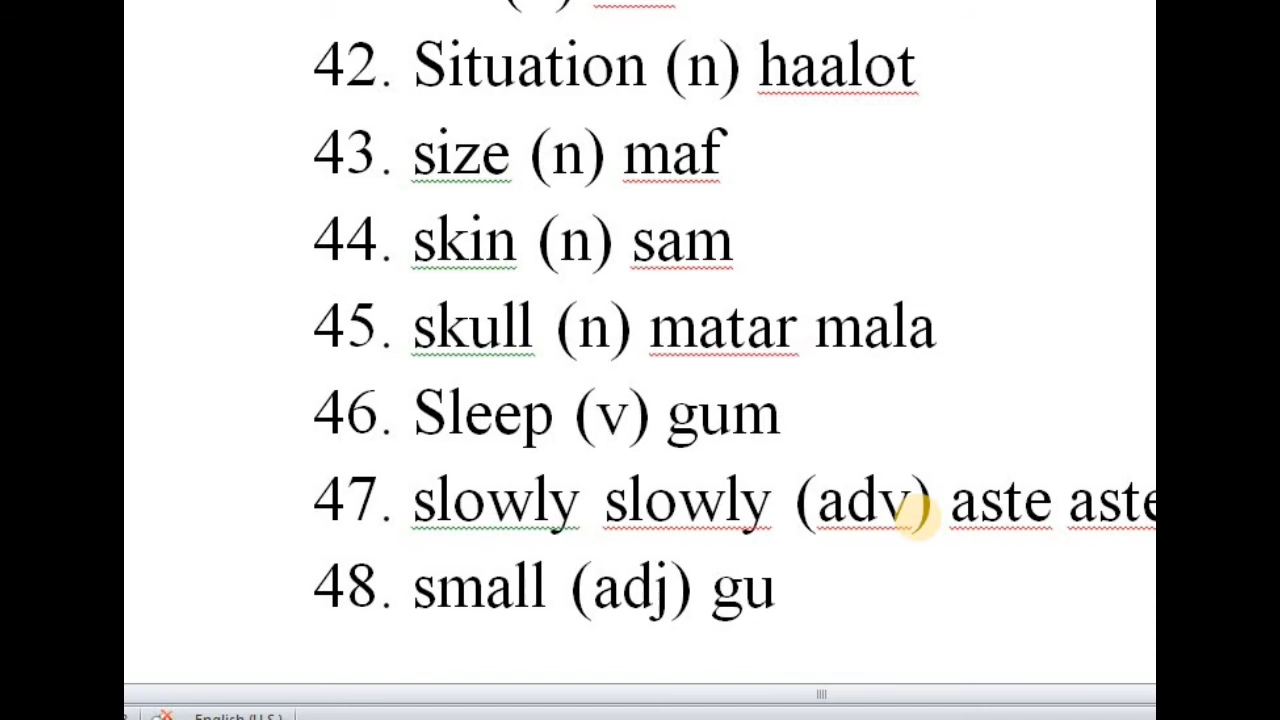 42. Situation (n) haalot
43. size (n) maf
44. skin (n) sam
45. skull (n) matar mala
46. Sleep (v) gum
47. slowly slowly (adv) aste aste
48. small (adj) gu
English (U.S.)